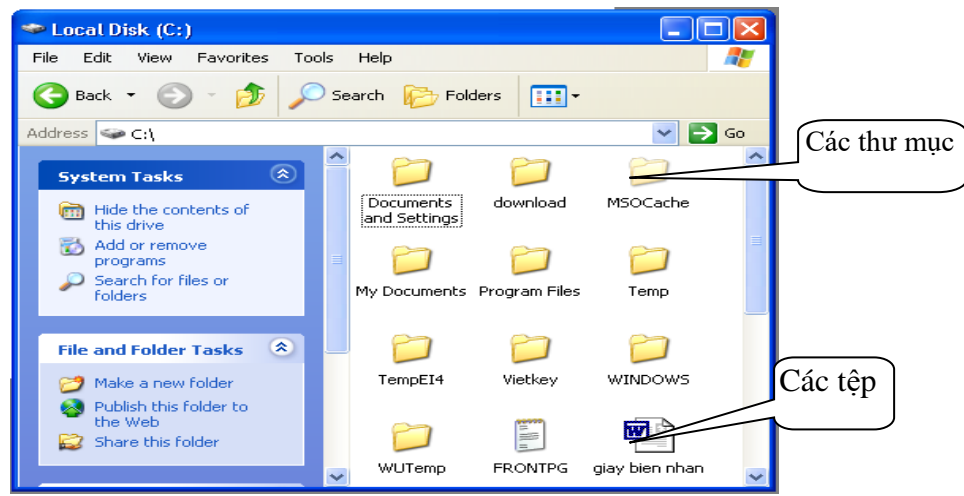 Local Disk (C:)
File Edit View Favorites Tools Help
Back Search Folders
Address C:\ Go
Các thư mục
System Tasks
Hide the contents of
this drive
Add or remove
programs
Search for files or
folders
File and Folder Tasks
Make a new folder
Publish this folder to
the Web
Share this folder
Documents
and Settings
download
MSOCache
My Documents
Program Files
Temp
TempEI4
Vietkey
WINDOWS
Các tệp
WUTemp
FRONTPG
giay bien nhan